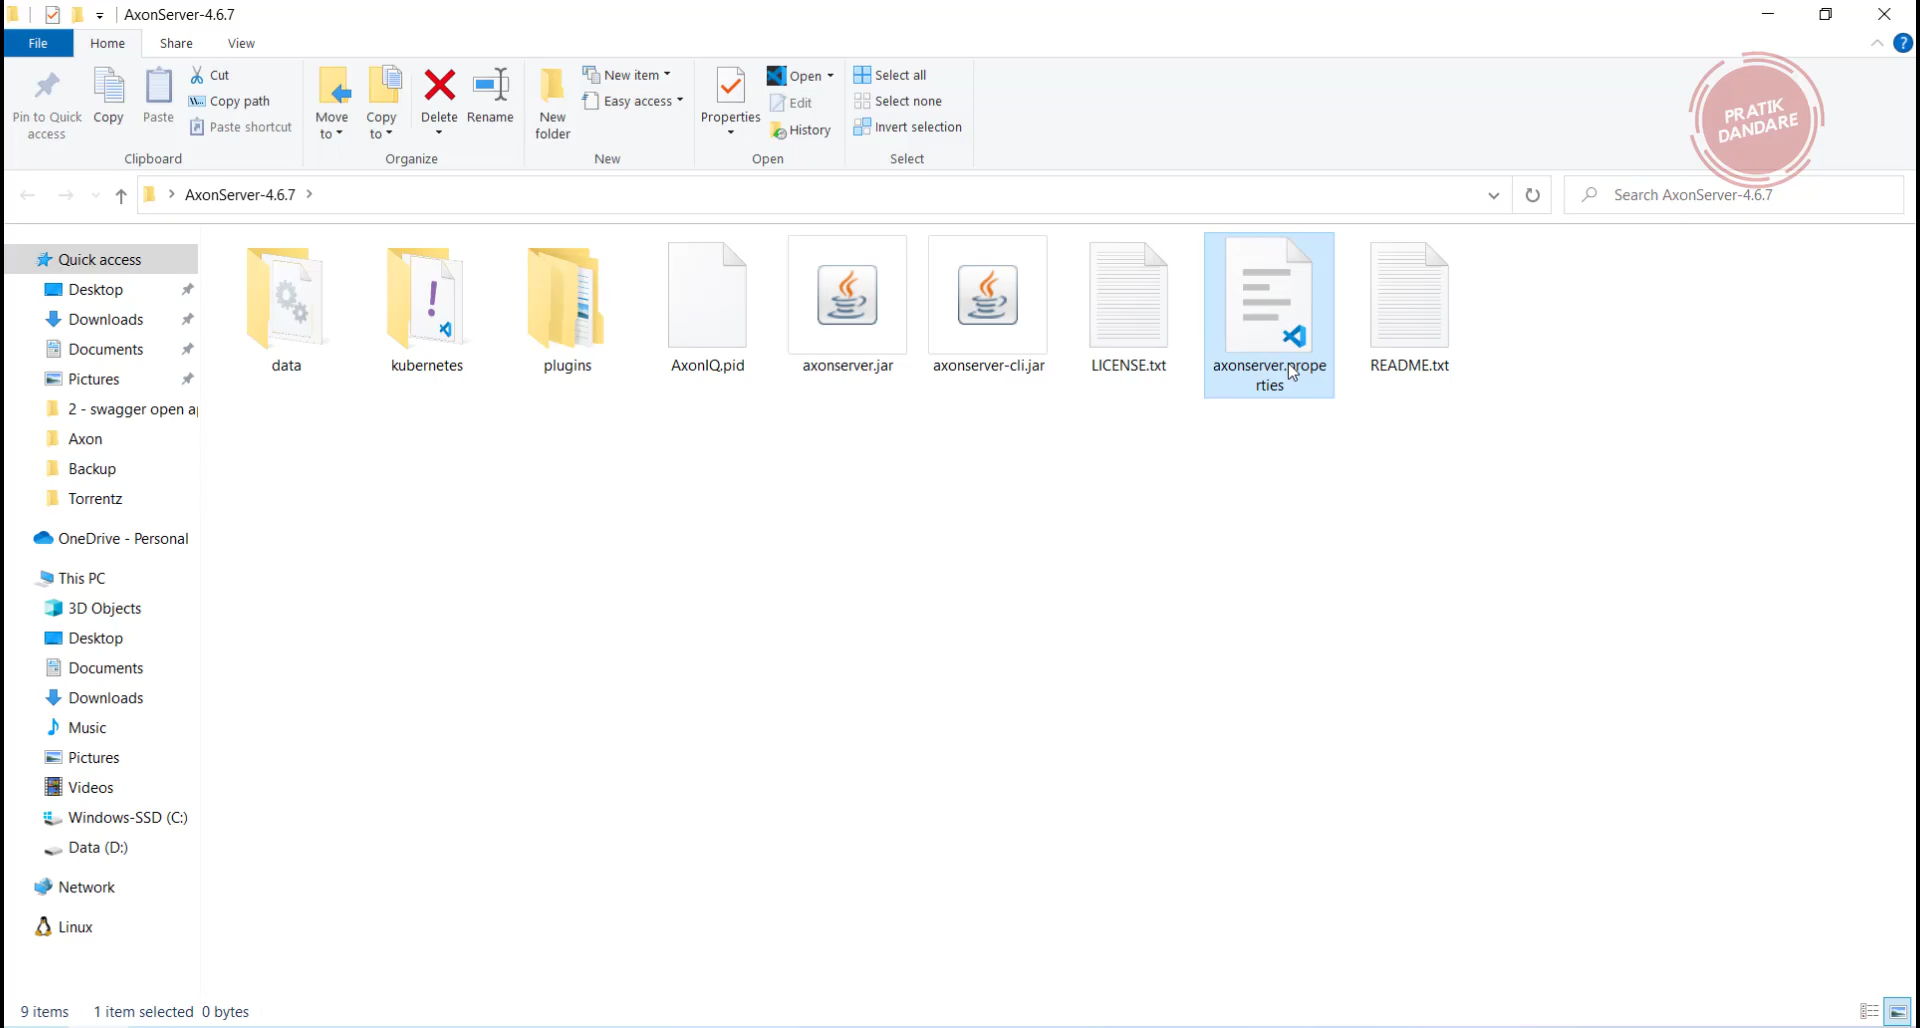 AxonServer-4.6.7
File
Home
Share
View
?
Pin to Quick
access
Copy
Paste
Cut
Copy path
Paste shortcut
Clipboard
Move
to
Copy
to
Delete
Rename
Organize
New
folder
New item
Easy access
New
Properties
Open
Edit
History
Open
Select all
Select none
Invert selection
Select
PRATIK
DANDARE
AxonServer-4.6.7
Search AxonServer-4.6.7
Quick access
Desktop
Downloads
Documents
Pictures
2 - swagger open a
Axon
Backup
Torrentz
OneDrive - Personal
This PC
3D Objects
Desktop
Documents
Downloads
Music
Pictures
Videos
Windows-SSD (C:)
Data (D:)
Network
Linux
data
kubernetes
plugins
AxonIQ.pid
axonserver.jar
axonserver-cli.jar
LICENSE.txt
axonserver.prope
rties
README.txt
9 items
1 item selected 0 bytes